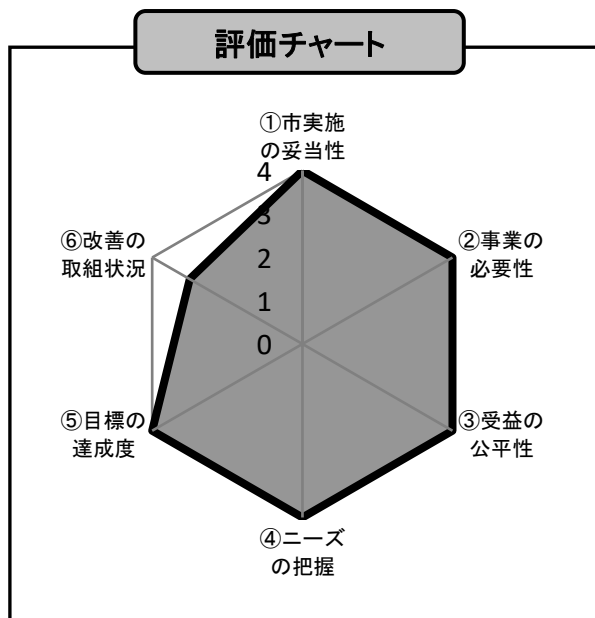 評価チャート
①市実施
の妥当性
4
3
2
1
0
②事業の
必要性
③受益の
公平性
④ニーズ
の把握
⑤目標の
達成度
⑥改善の
取組状況